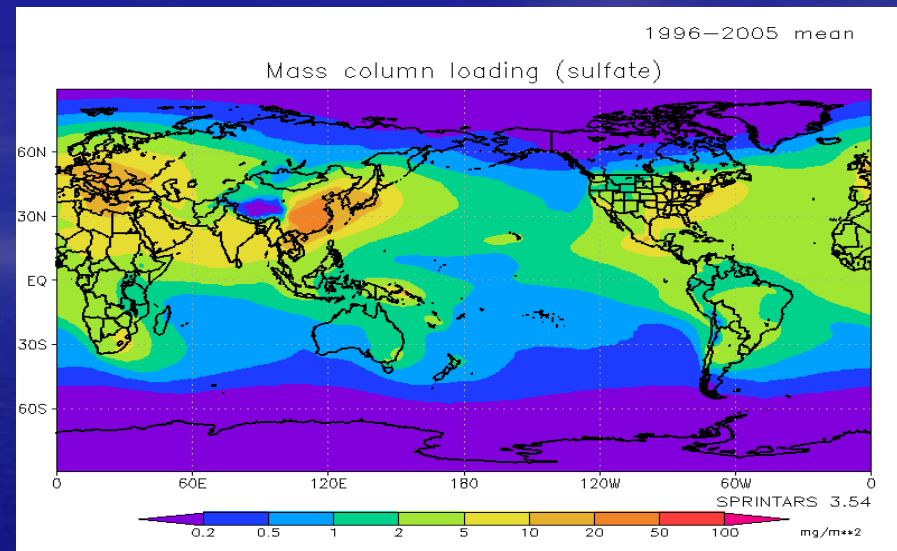 1996-2005 mean
Mass column loading (sulfate)
60N
30N
EQ
30S
60S
0 60E 120E 180 120W 60W 0
SPRINTARS 3.54
0.2 0.5 1 2 5 10 20 50 100 mg/m**2